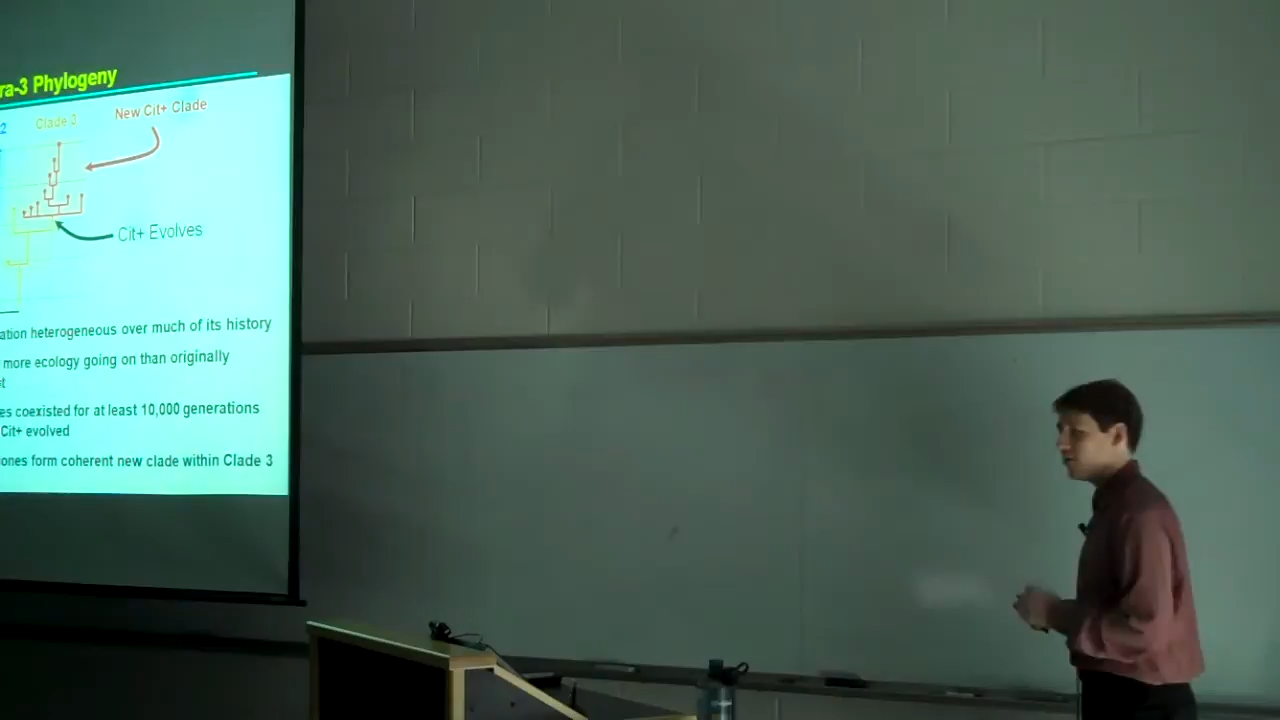 ra-3 Phylogeny
2 Clade 3 New Cit+ Clade
Cit+ Evolves
ation heterogeneous over much of its history
more ecology going on than originally
t
es coexisted for at least 10,000 generations
Cit+ evolved
ones form coherent new clade within Clade 3